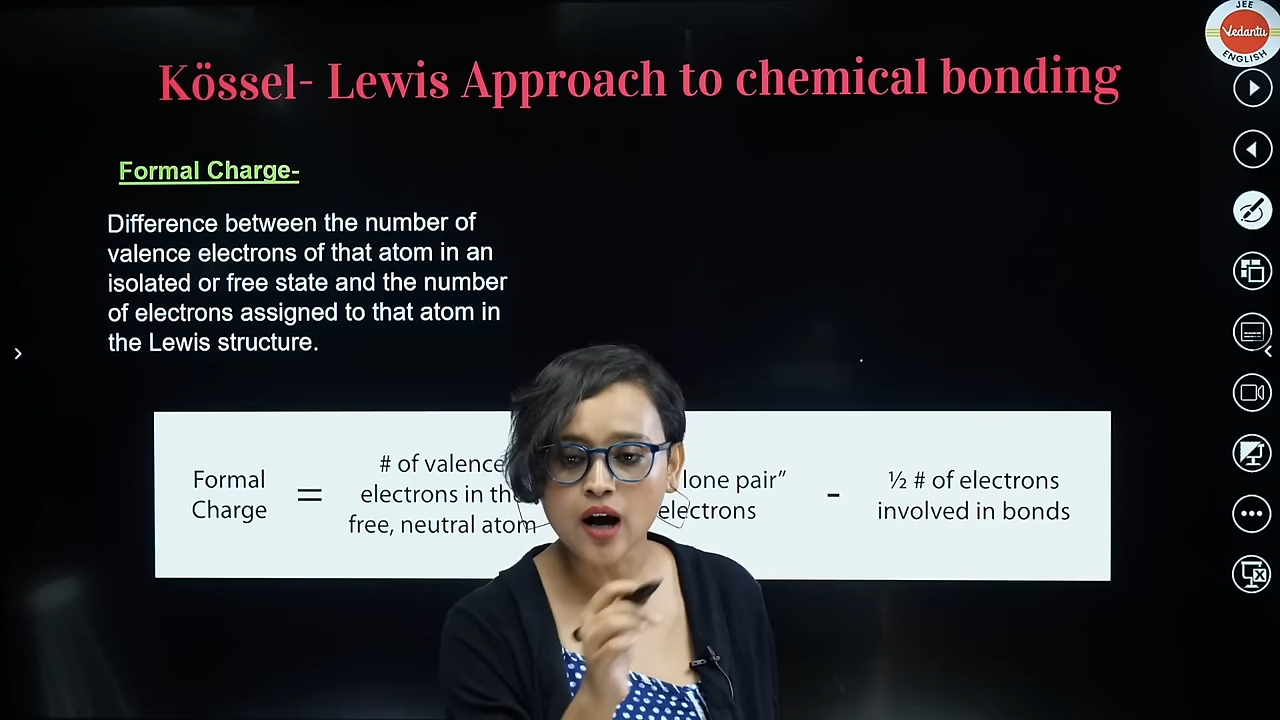 JEE
Vedantu
ENGLISH
Kössel- Lewis Approach to chemical bonding
Formal Charge-
Difference between the number of
valence electrons of that atom in an
isolated or free state and the number
of electrons assigned to that atom in
the Lewis structure.
Formal
Charge
=
# of valence
electrons in the
free, neutral atom
lone pair”
electrons
-
½ # of electrons
involved in bonds